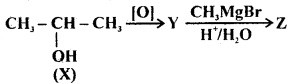 CH₃ – CH – CH₃ —[O]→ Y —CH₃MgBr / H⁺/H₂O→ Z
|
OH
(X)